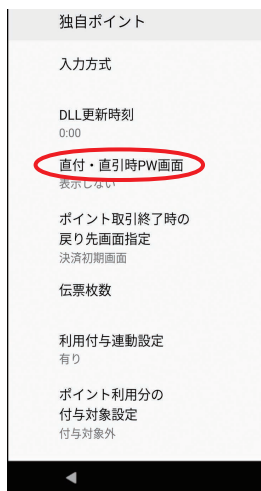 独自ポイント
入力方式
DLL更新時刻
0:00
直付・直引時PW画面
表示しない
ポイント取引終了時の
戻り先画面指定
決済初期画面
伝票枚数
利用付与連動設定
有り
ポイント利用分の
付与対象設定
付与対象外